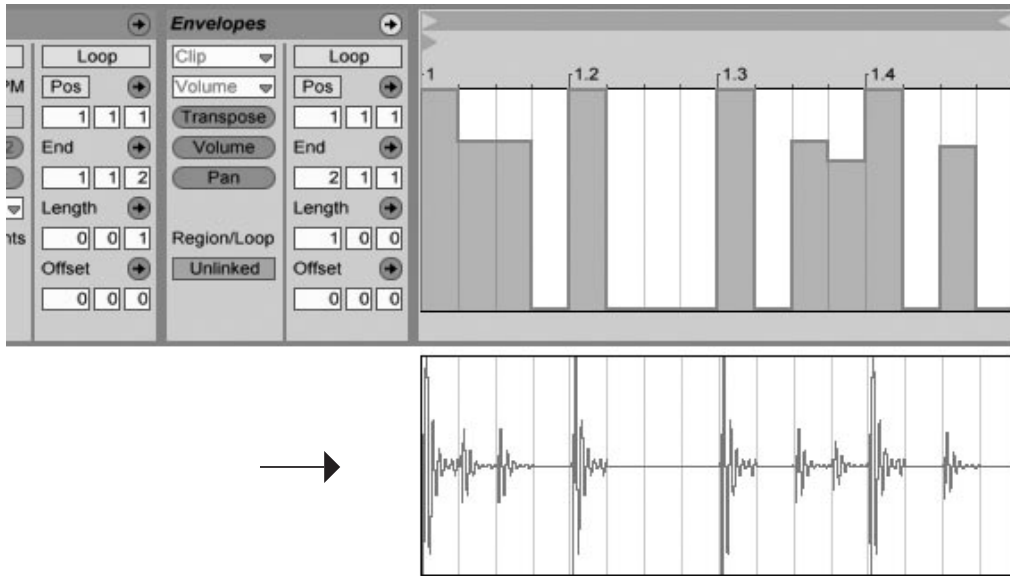 Envelopes
Loop
Clip
Loop
Pos
Volume
Pos
1 1 1
Transpose
1 1 1
End
Volume
End
1 1 2
Pan
2 1 1
Length
Length
0 0 1
Region/Loop
1 0 0
Offset
Unlinked
Offset
0 0 0
0 0 0
1
1.2
1.3
1.4